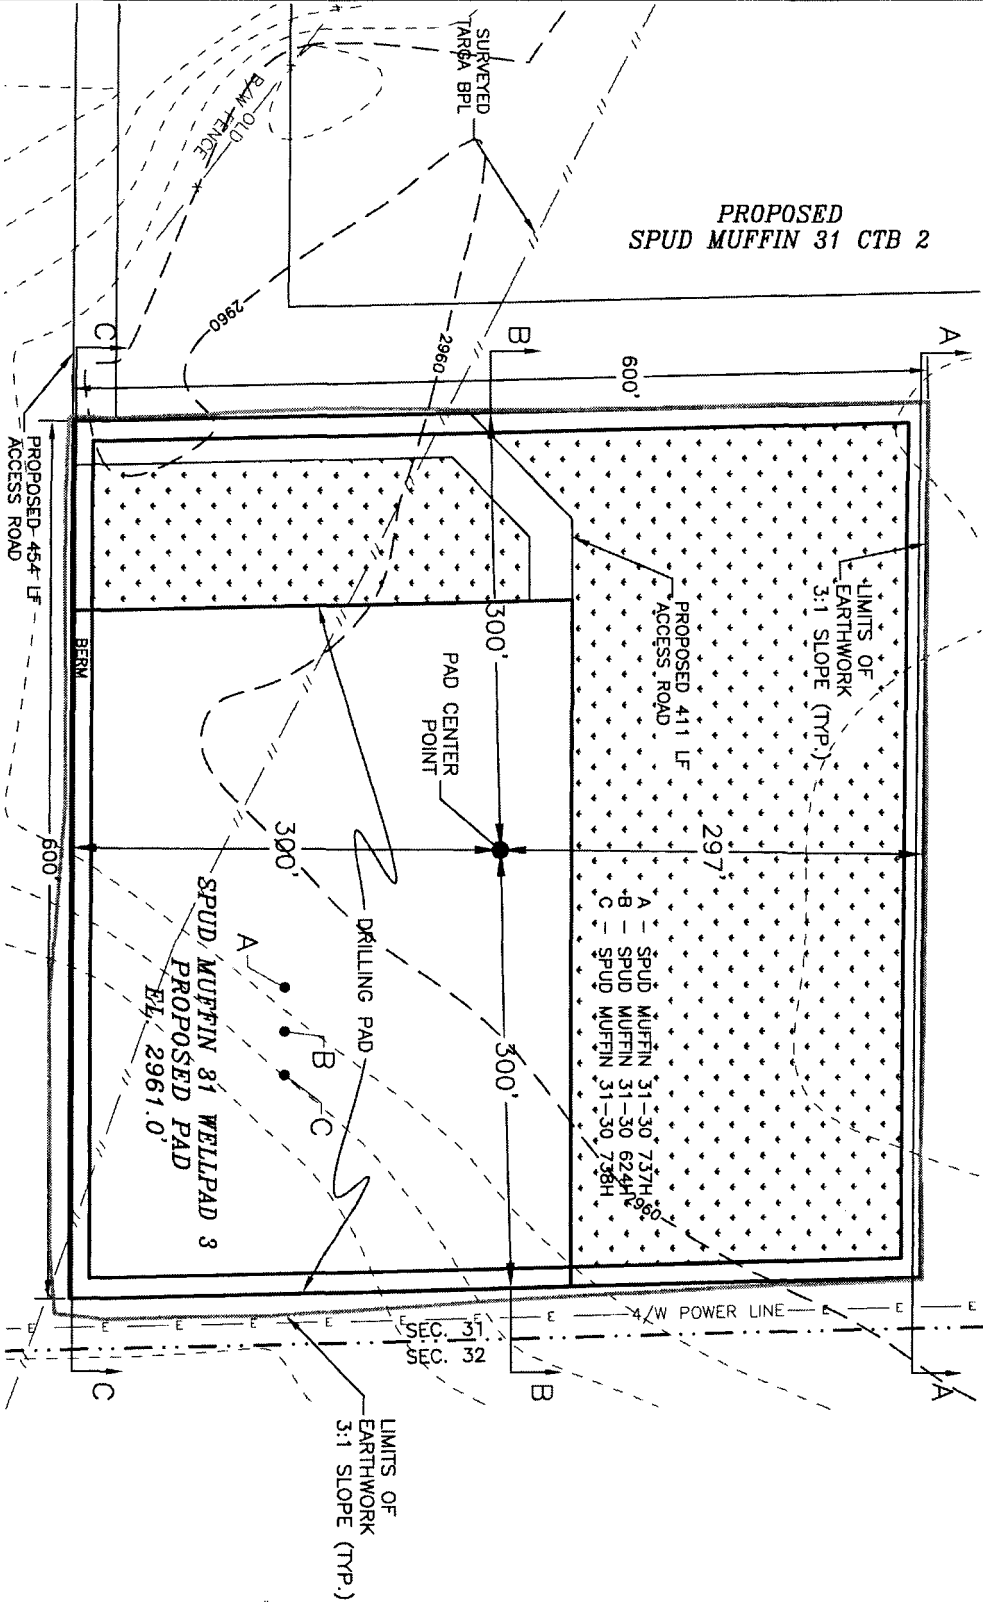 SURVEYED
TARGA BPL
OLD
B/W FENCE
PROPOSED
SPUD MUFFIN 31 CTB 2
2960
2960
C
B
A
600'
PROPOSED 454 LF
ACCESS ROAD
BERM
LIMITS OF
EARTHWORK
3:1 SLOPE (TYP.)
PROPOSED 411 LF
ACCESS ROAD
300'
PAD CENTER
POINT
297'
300'
600'
DRILLING PAD
300'
A - SPUD MUFFIN 31-30 737H
B - SPUD MUFFIN 31-30 624H
C - SPUD MUFFIN 31-30 738H
2960
A
B
C
SPUD MUFFIN 31 WELLPAD 3
PROPOSED PAD
EL. 2961.0'
E E E E 4/W POWER LINE E E E
SEC. 31
SEC. 32
C
B
A
LIMITS OF
EARTHWORK
3:1 SLOPE (TYP.)